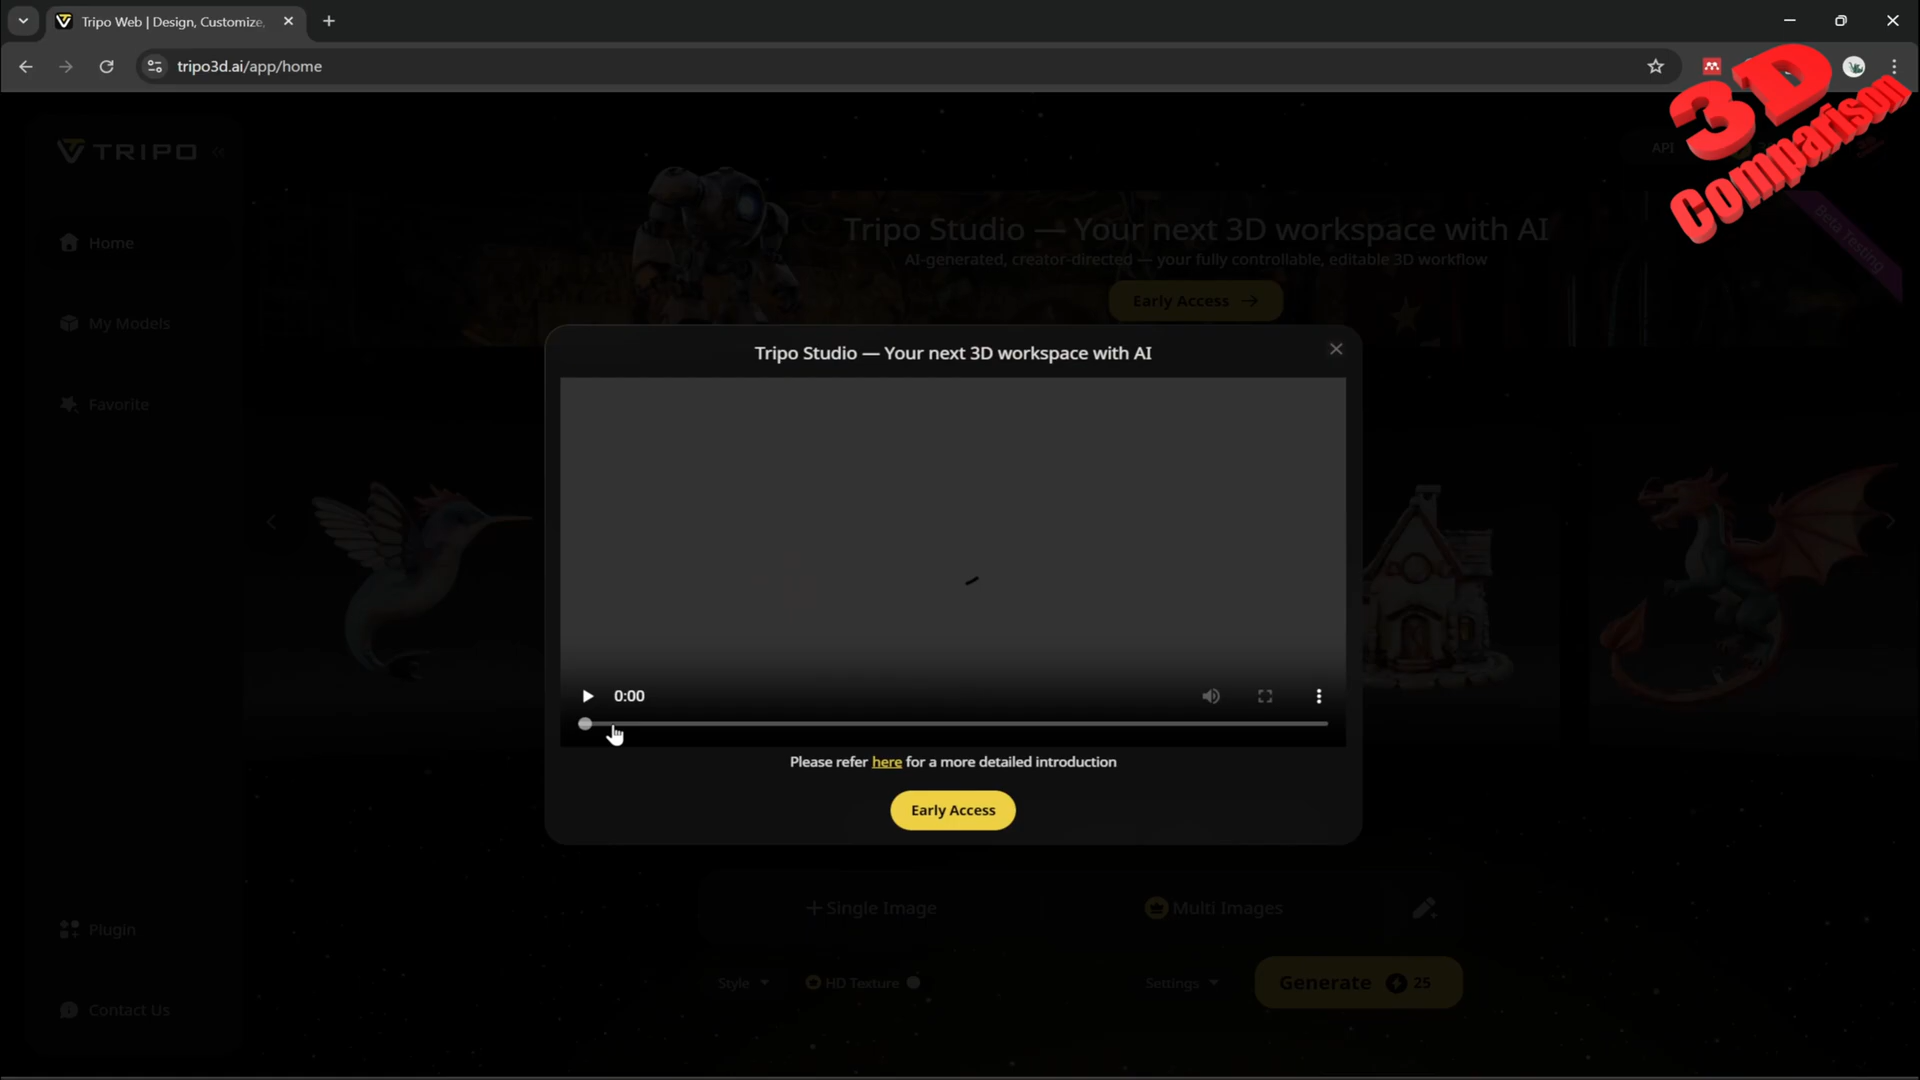 Tripo Web | Design, Customize,
tripo3d.ai/app/home
3D
Comparison
TRIPO
API
Home
Tripo Studio — Your next 3D workspace with AI
AI-generated, creator-directed — your fully controllable, editable 3D workflow
Beta Testing
Early Access →
My Models
Favorite
Tripo Studio — Your next 3D workspace with AI
0:00
Please refer here for a more detailed introduction
Early Access
+ Single Image
Multi Images
Plugin
Style
HD Texture
Settings
Generate 25
Contact Us